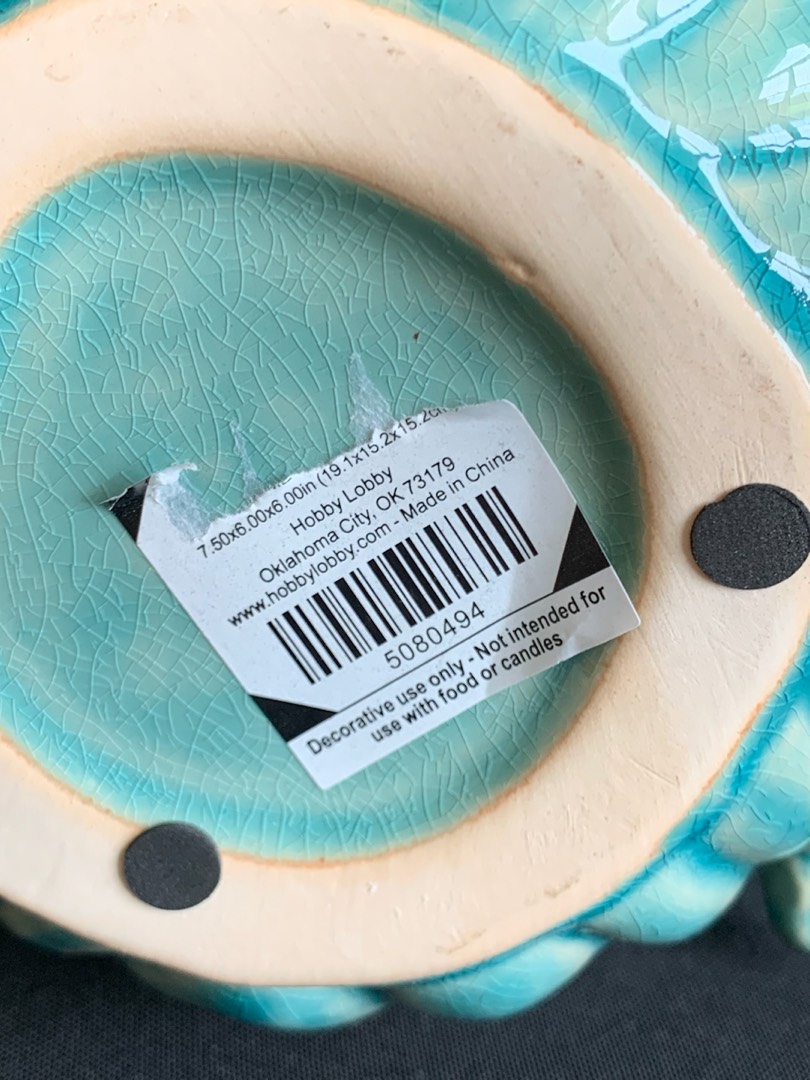 7.50x6.00x6.00in (19.1x15.2x15.2cm
Hobby Lobby
Oklahoma City, OK 73179
www.hobbylobby.com - Made in China
5080494
Decorative use only - Not intended for
use with food or candles